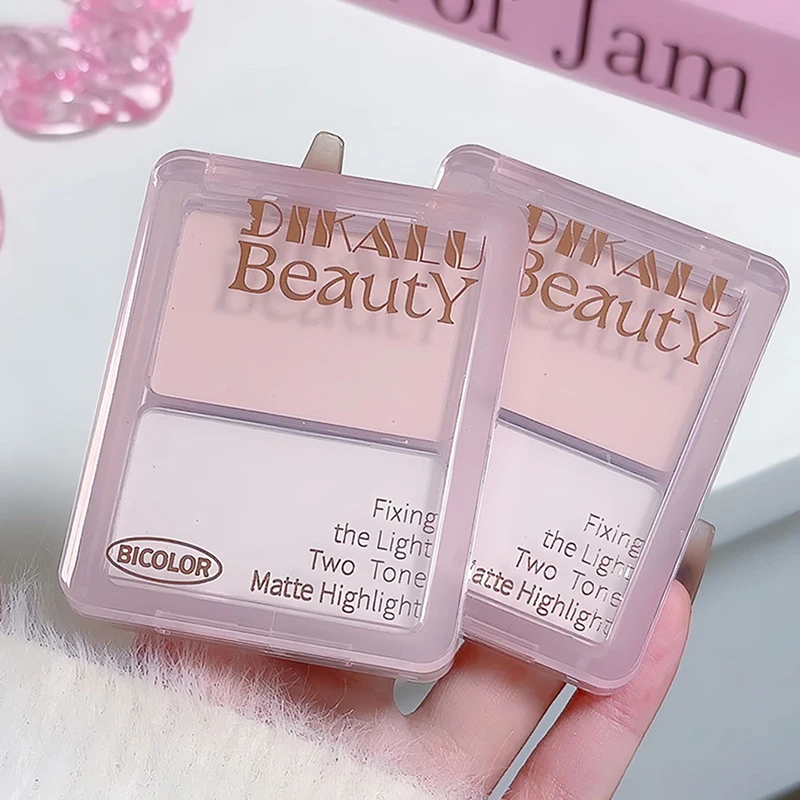 or Jam
DIKALU
BeautY
BICOLOR
Fixing
the Light
Two Tone
Matte Highlight
DIKALU
BeautY
Fixing
the Light
Two Tone
Matte Highlight